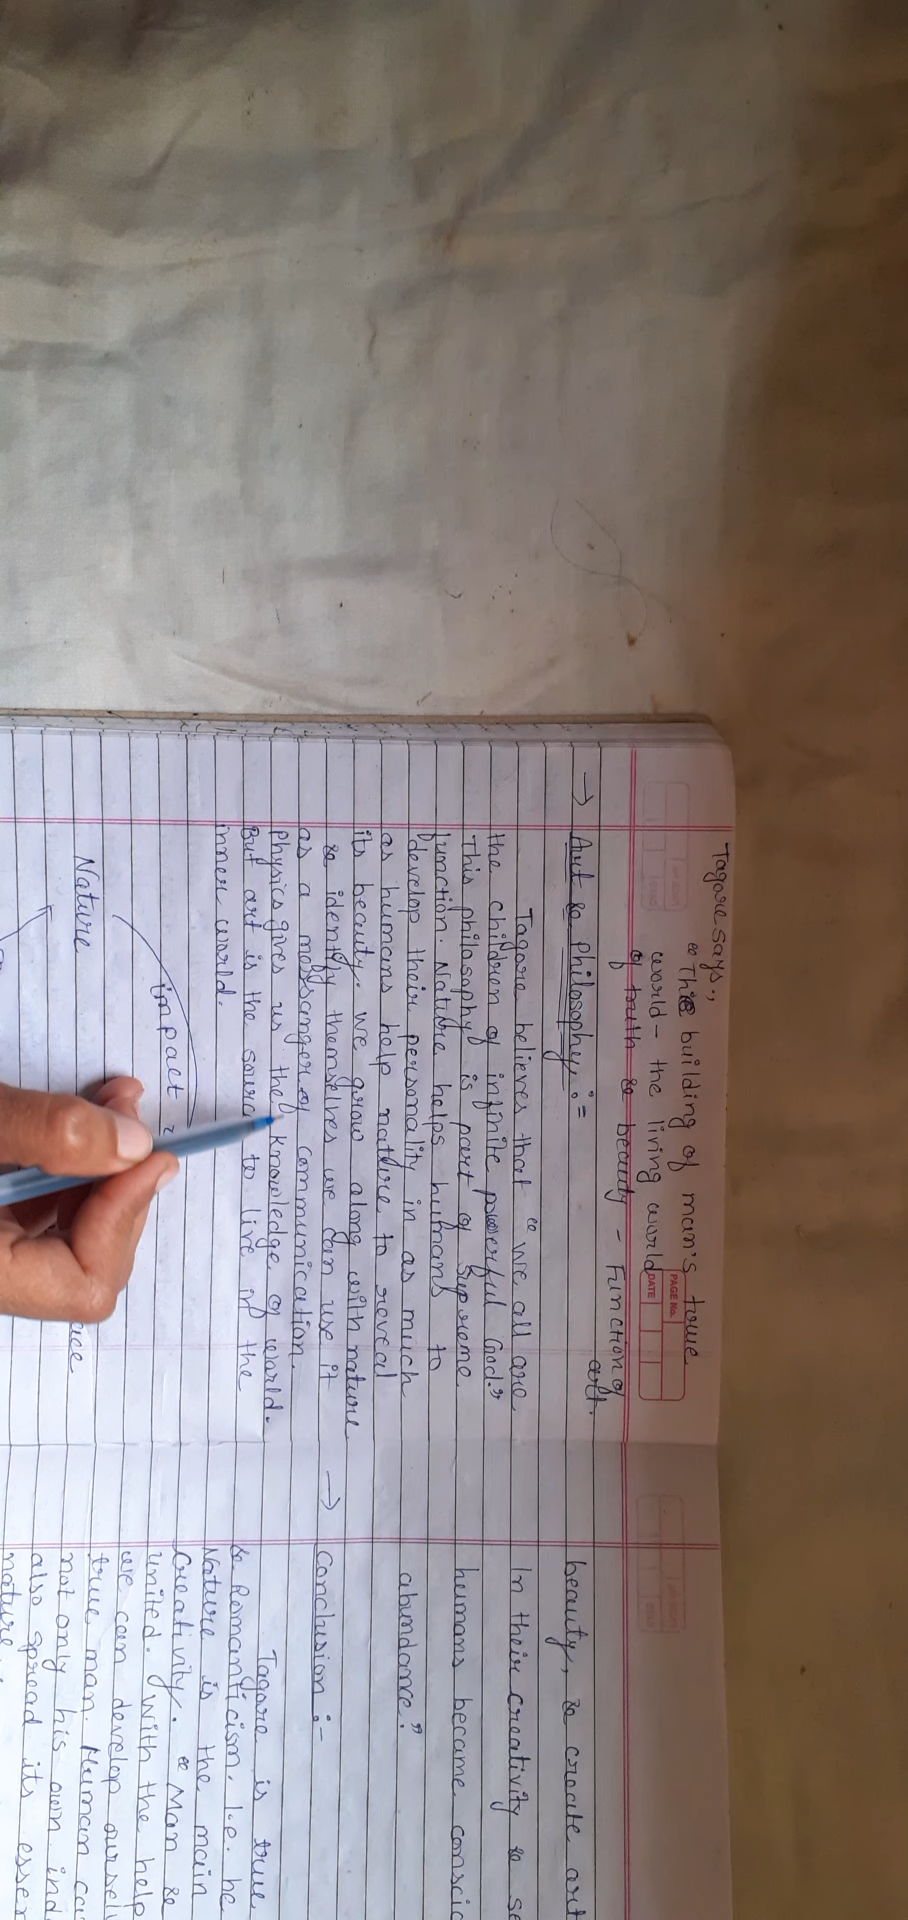 Tagore says.,
"The building of man's true
world - the living world
of truth & beauty - Function of
art.
PAGE No.
DATE
→ Art & Philosophy :=
Tagore believes that "we all are
the children of infinite powerful God."
This philosophy is part of supreme
function. Nature helps humans to
develop their personality in as much
as humans help nature to reveal
its beauty. we grow along with nature
& identify themselves we can use it
as a messanger of communication.
physics gives us the knowledge of world.
But art is the to live in the
inner world.
impact
Nature
beauty, & create art
In their creativity & se
humans became conscio
abundance."
→ Conclusion :-
Tagore is true
& Romanticism. I.e. he
Nature is the main
Creativity. "Man &
united. with the help
we can develop oursel
true man. Human ca
not only his own ind
also spread its essen
nature.